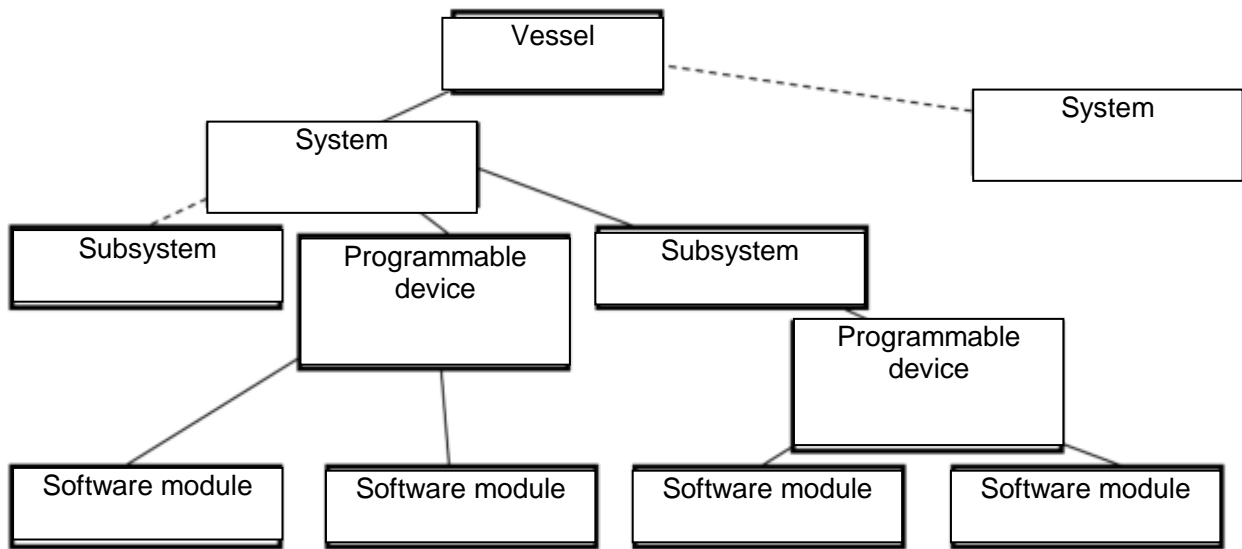 Vessel
System
System
Subsystem
Programmable
device
Subsystem
Programmable
device
Software module
Software module
Software module
Software module